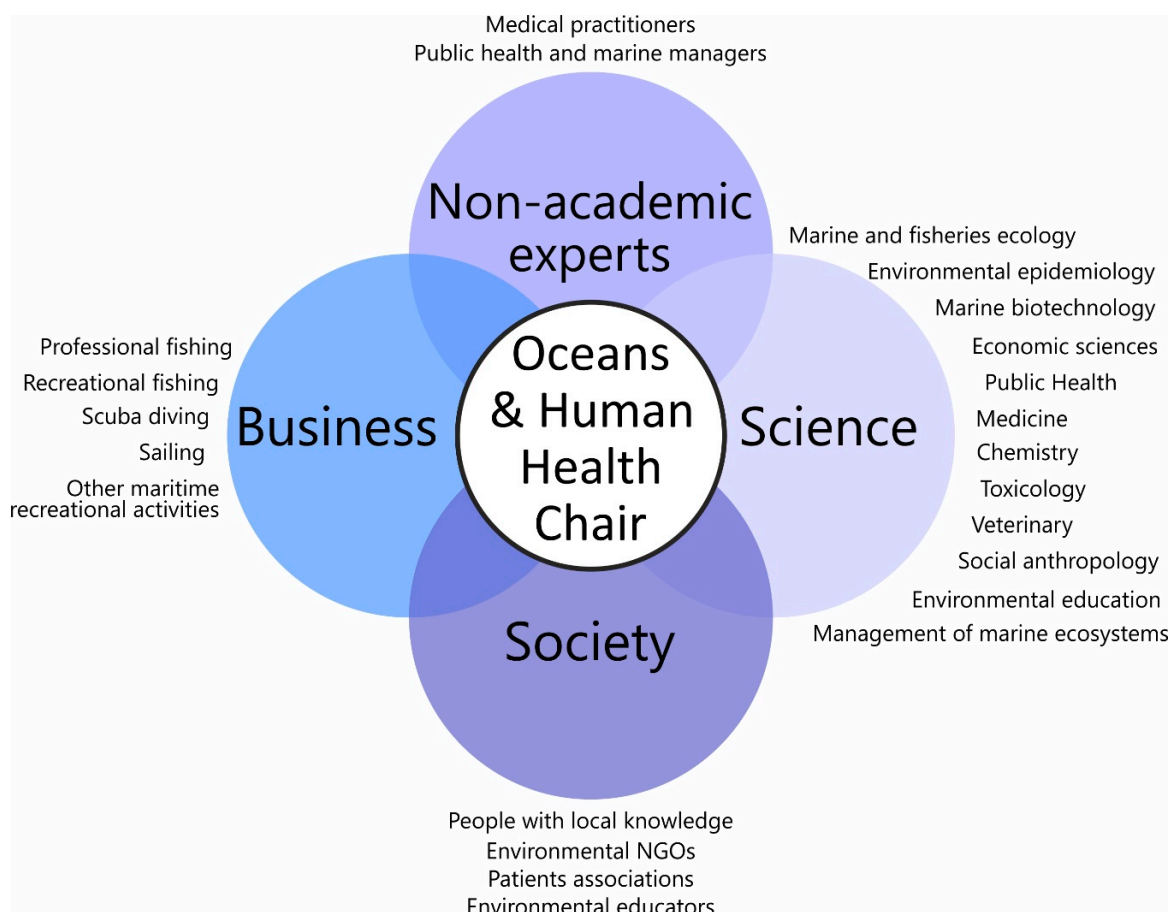 Medical practitioners
Public health and marine managers
Non-academic
experts
Marine and fisheries ecology
Environmental epidemiology
Marine biotechnology
Economic sciences
Public Health
Medicine
Chemistry
Toxicology
Veterinary
Social anthropology
Environmental education
Management of marine ecosystems
Professional fishing
Recreational fishing
Scuba diving
Sailing
Other maritime
recreational activities
Business
Oceans
& Human
Health
Chair
Science
Society
People with local knowledge
Environmental NGOs
Patients associations
Environmental educators